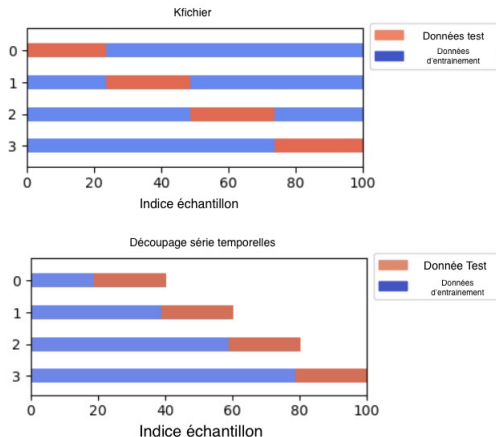 Kfichier
Données test
Données
d'entrainement
0
1
2
3
0 20 40 60 80 100
Indice échantillon
Découpage série temporelles
Donnée Test
Données
d'entrainement
0
1
2
3
0 20 40 60 80 100
Indice échantillon